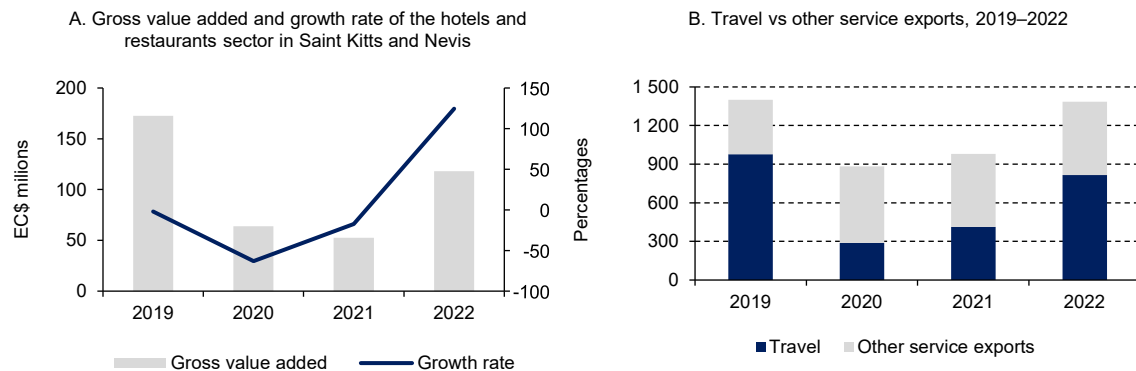 A. Gross value added and growth rate of the hotels and
restaurants sector in Saint Kitts and Nevis
200
150
100
50
0
EC$ milions
150
100
50
0
-50
-100
Percentages
2019
2020
2021
2022
Gross value added
Growth rate
B. Travel vs other service exports, 2019–2022
1 500
1 200
900
600
300
0
2019
2020
2021
2022
Travel
Other service exports